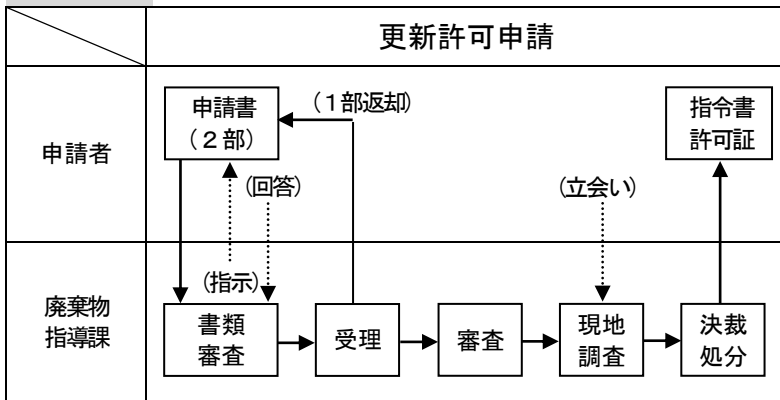 更新許可申請
申請者
申請書
（２部）
（１部返却）
指令書
許可証
（回答）
（立会い）
（指示）
廃棄物
指導課
書類
審査
受理
審査
現地
調査
決裁
処分